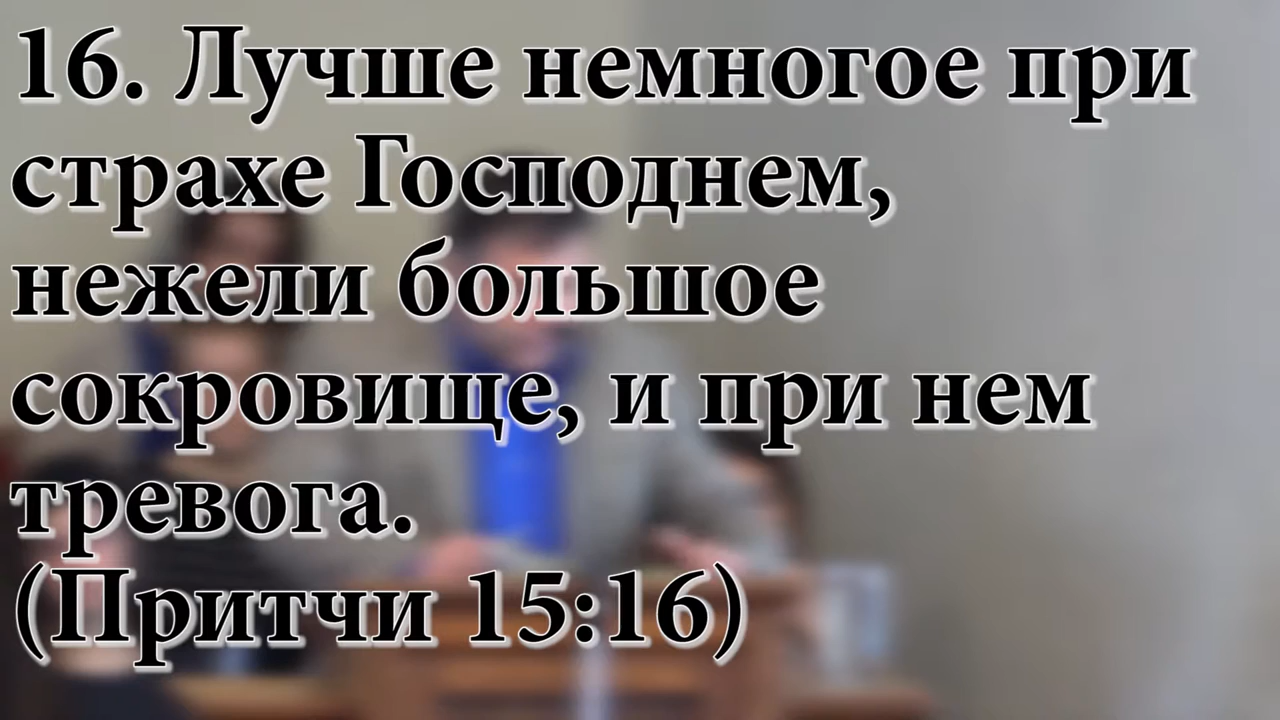 16. Лучше немногое при
страхе Господнем,
нежели большое
сокровище, и при нем
тревога.
(Притчи 15:16)